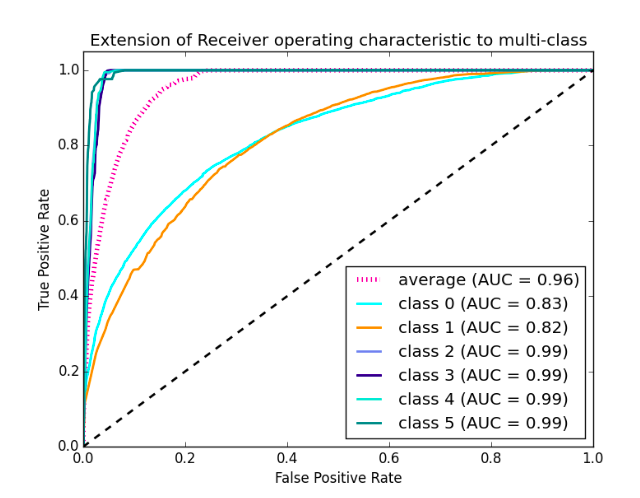 Extension of Receiver operating characteristic to multi-class
True Positive Rate
1.0
0.8
0.6
0.4
0.2
0.0
average (AUC = 0.96)
class 0 (AUC = 0.83)
class 1 (AUC = 0.82)
class 2 (AUC = 0.99)
class 3 (AUC = 0.99)
class 4 (AUC = 0.99)
class 5 (AUC = 0.99)
0.0 0.2 0.4 0.6 0.8 1.0
False Positive Rate